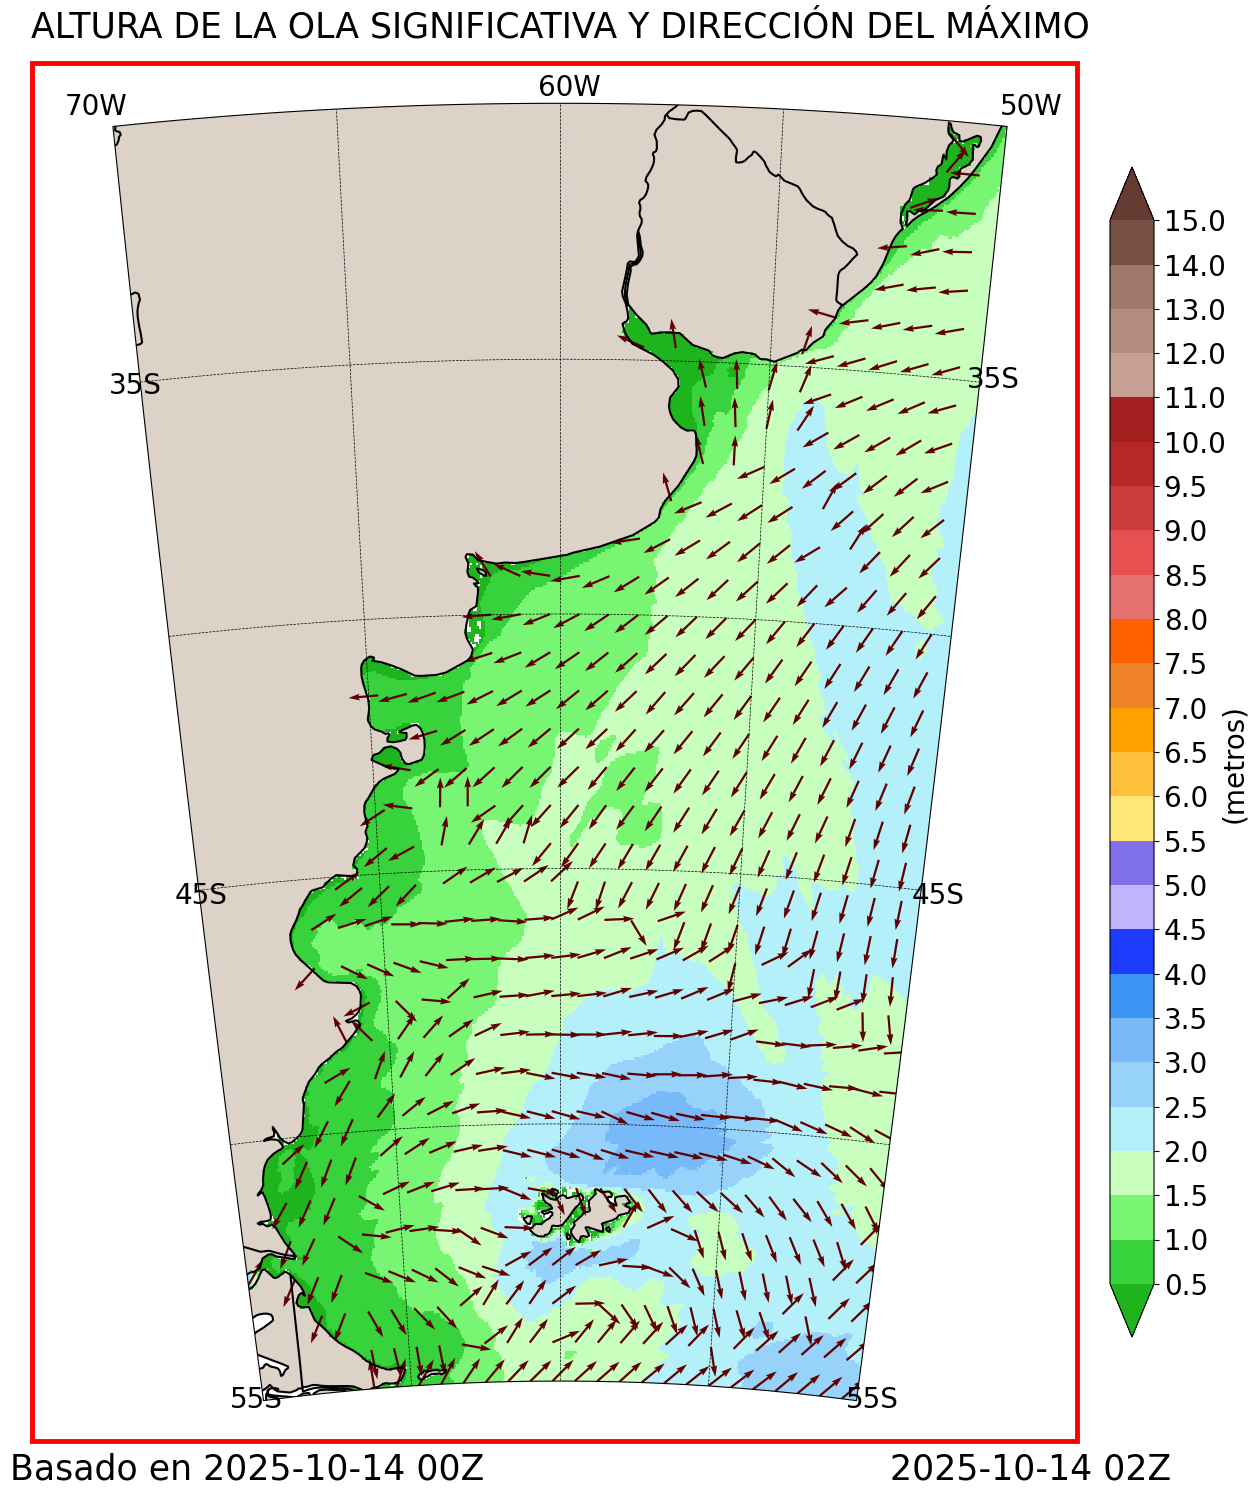 ALTURA DE LA OLA SIGNIFICATIVA Y DIRECCIÓN DEL MÁXIMO
70W
60W
50W
35S
35S
45S
45S
55S
55S
15.0
14.0
13.0
12.0
11.0
10.0
9.5
9.0
8.5
8.0
7.5
7.0
6.5
6.0
5.5
5.0
4.5
4.0
3.5
3.0
2.5
2.0
1.5
1.0
0.5
(metros)
Basado en 2025-10-14 00Z
2025-10-14 02Z